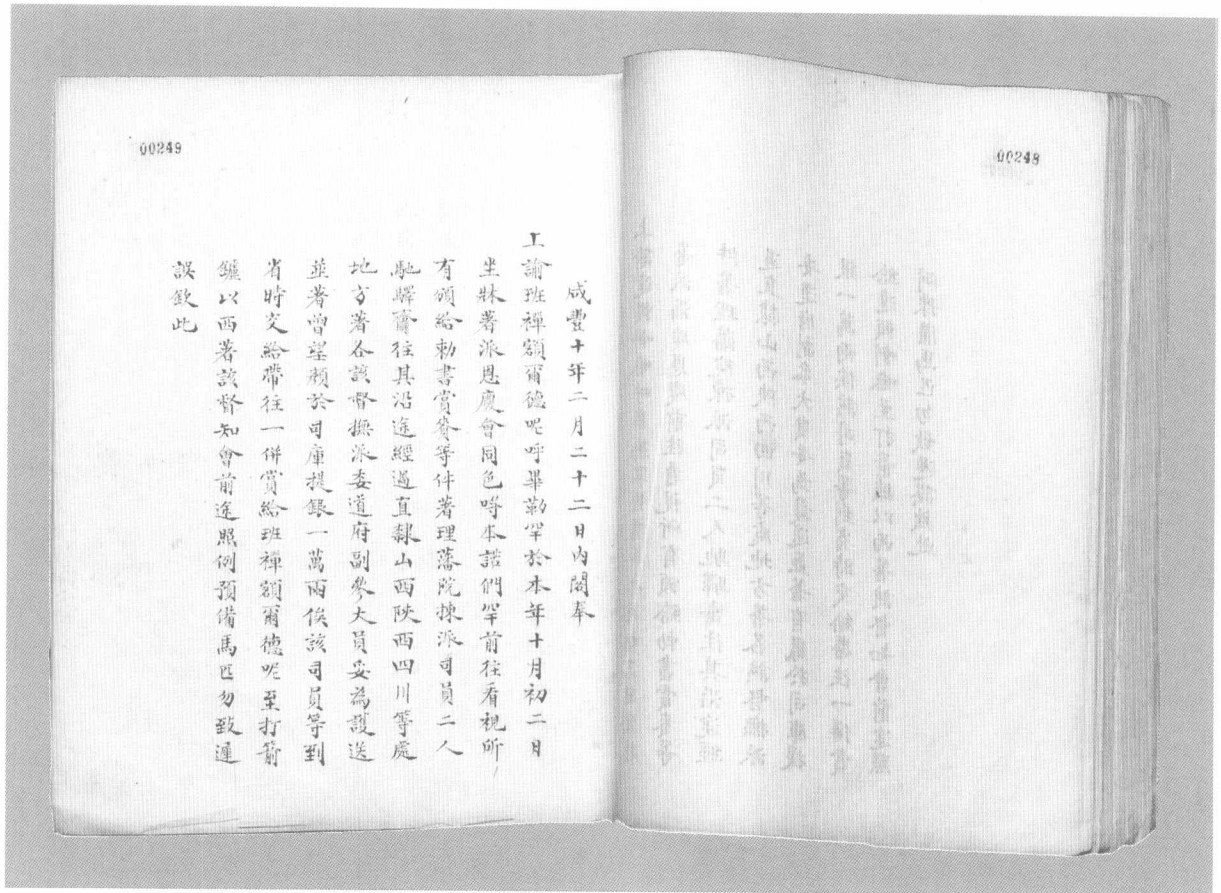 00249
咸豐十年二月二十二日內閣奉
上諭班禪額爾德呢呼畢勒罕於本年十月初二日
坐牀著派恩慶會同色呀本諾們罕前往看視所
有頒給勅書賞賚等件著理藩院揀派司員二人
馳驛齎往其沿途經過直隸山西陝西四川等處
地方著各該督撫派委道府副參大員妥為護送
並著曾望顏於司庫提銀一萬兩俟該司員等到
省時交給帶往一併賞給班禪額爾德呢至打箭
鑪以西著該督知會前途照例預備馬匹勿致遲
誤欽此
00248